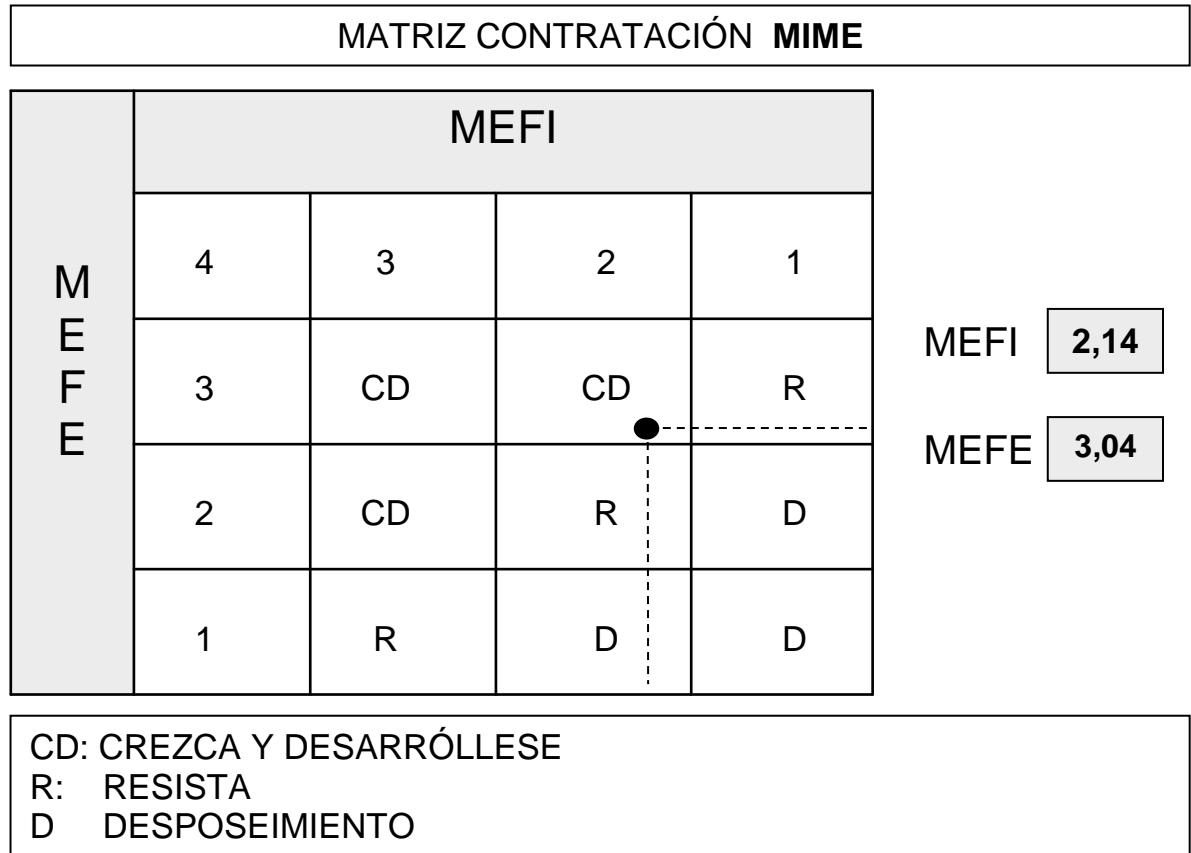 MATRIZ CONTRATACIÓN MIME
MEFI
M
E
F
E
4 3 2 1
3 CD CD R
2 CD R D
1 R D D
MEFI 2,14
MEFE 3,04
CD: CREZCA Y DESARRÓLLESE
R: RESISTA
D DESPOSEIMIENTO